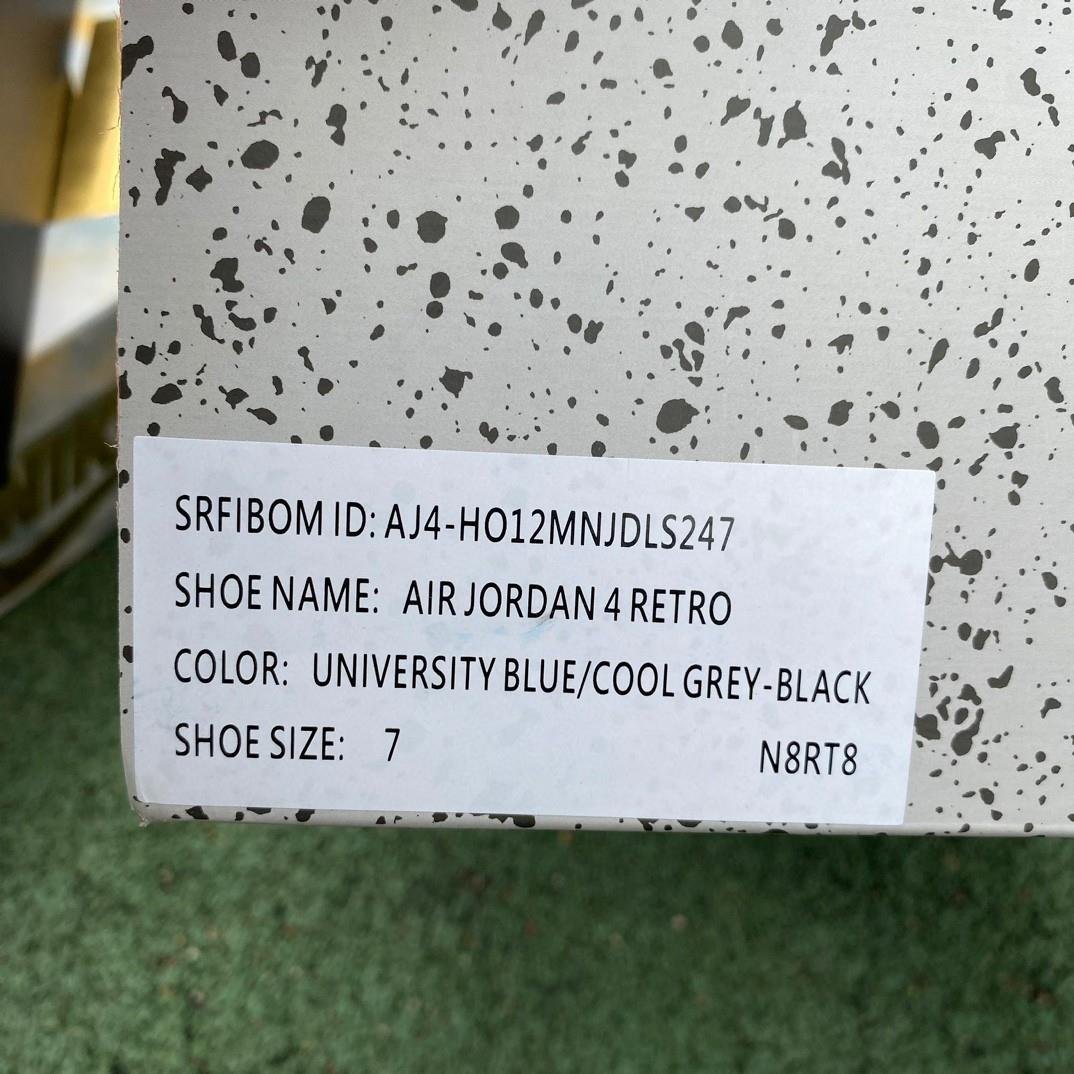 SRFIBOM ID: AJ4-HO12MNJDLS247
SHOE NAME: AIR JORDAN 4 RETRO
COLOR: UNIVERSITY BLUE/COOL GREY-BLACK
SHOE SIZE: 7 N8RT8